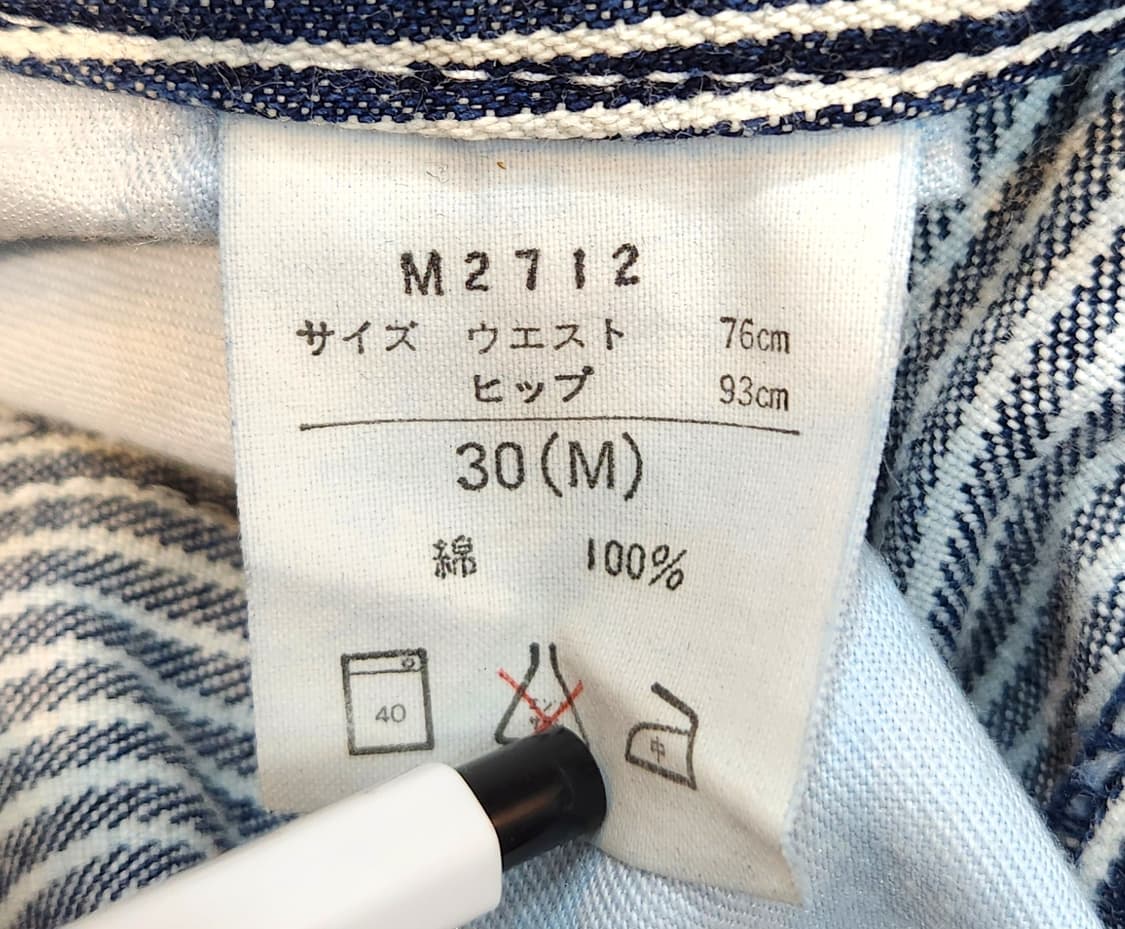 M2712
サイズ ウエスト 76cm
ヒップ 93cm
30(M)
綿 100%
40
中